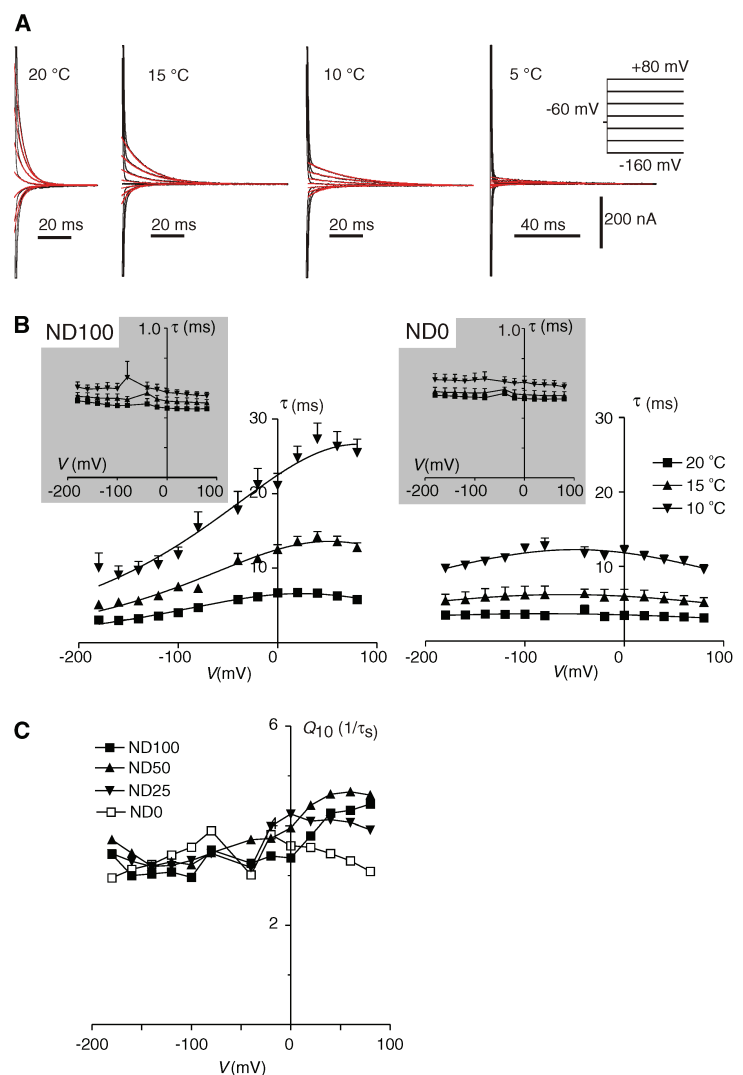 A
20 °C
15 °C
10 °C
5 °C
+80 mV
-60 mV
-160 mV
20 ms
20 ms
20 ms
40 ms
200 nA
B
ND100
1.0 τ (ms)
V (mV)
-200 -100 0 100
τ (ms)
30
20
10
-200 -100 0 100
V(mV)
ND0
1.0 τ (ms)
V(mV)
-200 -100 0 100
τ (ms)
30
20
10
20 °C
15 °C
10 °C
-200 -100 0 100
V(mV)
C
6 Q10 (1/τs)
ND100
ND50
ND25
ND0
4
2
-200 -100 0 100
V(mV)